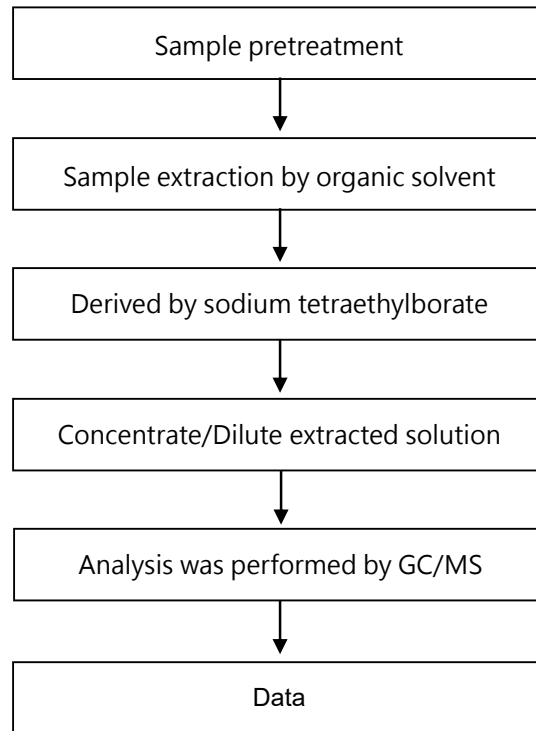 Sample pretreatment
Sample extraction by organic solvent
Derived by sodium tetraethylborate
Concentrate/Dilute extracted solution
Analysis was performed by GC/MS
Data